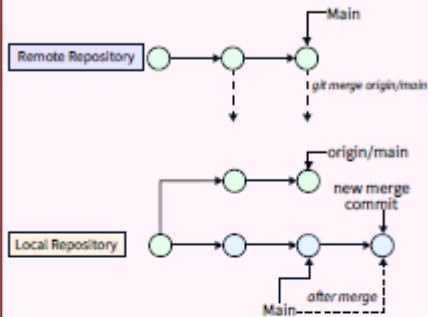 Main
Remote Repository
git merge origin/main
origin/main
new merge
commit
Local Repository
after merge
Main